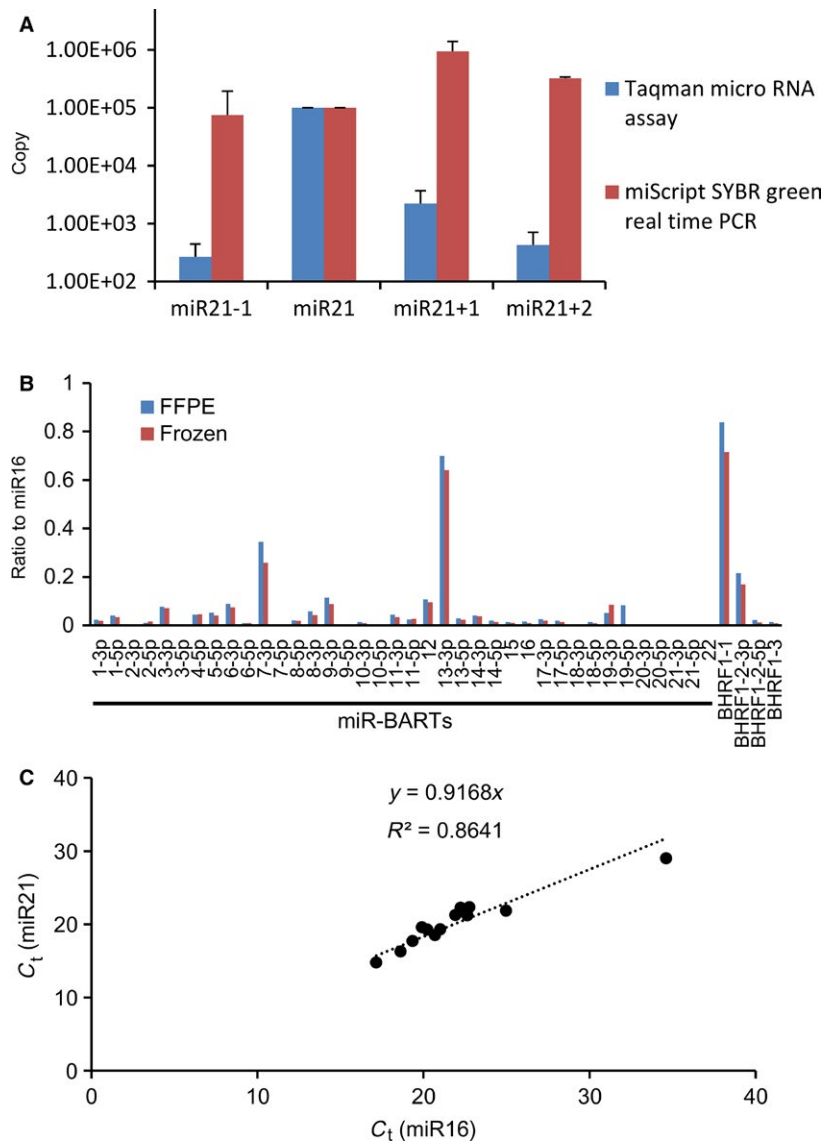 A
1.00E+06
1.00E+05
1.00E+04
1.00E+03
1.00E+02
Copy
miR21-1
miR21
miR21+1
miR21+2
Taqman micro RNA
assay
miScript SYBR green
real time PCR
B
1
0.8
0.6
0.4
0.2
0
Ratio to miR16
FFPE
Frozen
1-3p
1-5p
2-3p
2-5p
3-3p
3-5p
4-5p
5-5p
6-3p
6-5p
7-3p
7-5p
8-5p
8-3p
9-3p
9-5p
10-3p
10-5p
11-3p
11-5p
12
13-3p
13-5p
14-3p
14-5p
15
16
17-3p
17-5p
18-3p
18-5p
19-3p
19-5p
20-3p
20-5p
21-3p
21-5p
22
BHRF1-1
BHRF1-2-3p
BHRF1-2-5p
BHRF1-3
miR-BARTs
C
40
30
20
10
0
Ct (miR21)
y = 0.9168x
R² = 0.8641
0
10
20
30
40
Ct (miR16)